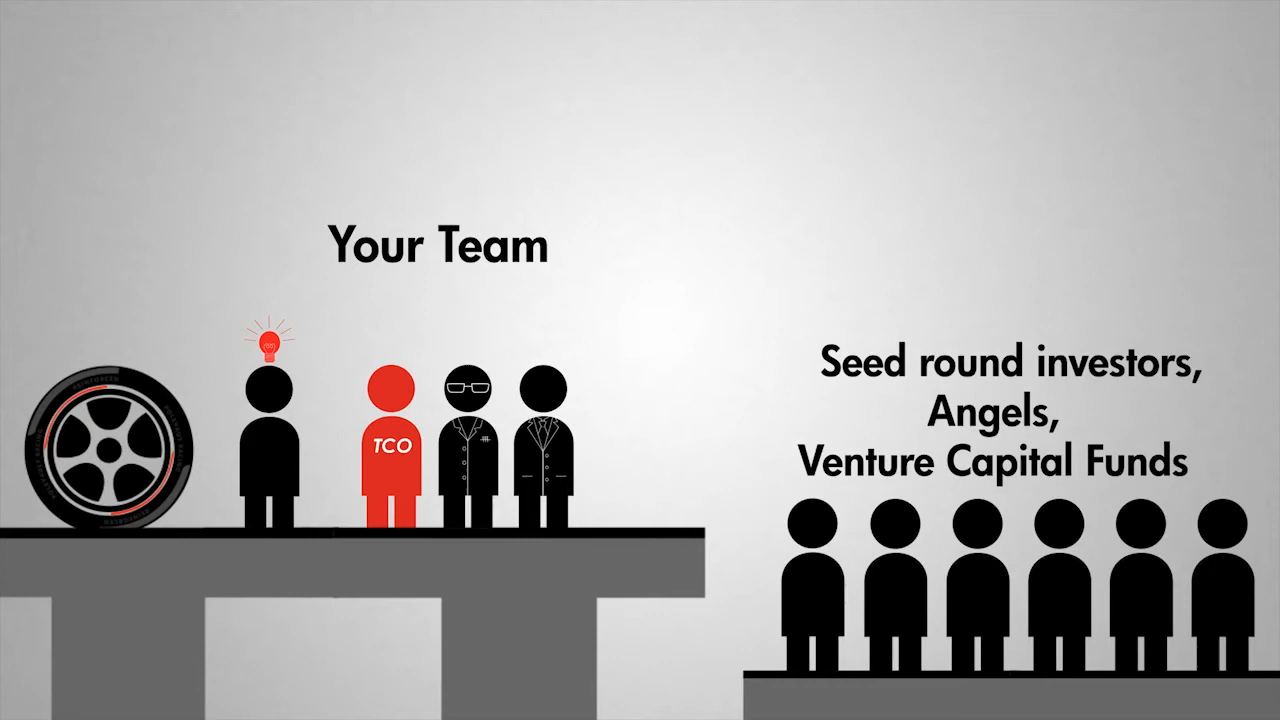 Your Team
TCO
Seed round investors,
Angels,
Venture Capital Funds